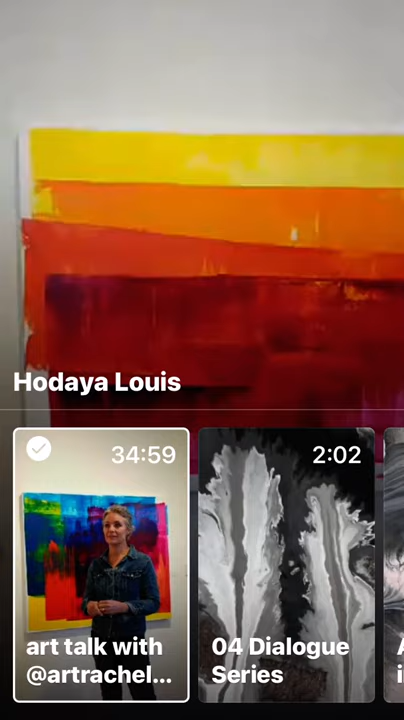 Hodaya Louis
34:59
art talk with
@artrachel...
2:02
04 Dialogue
Series